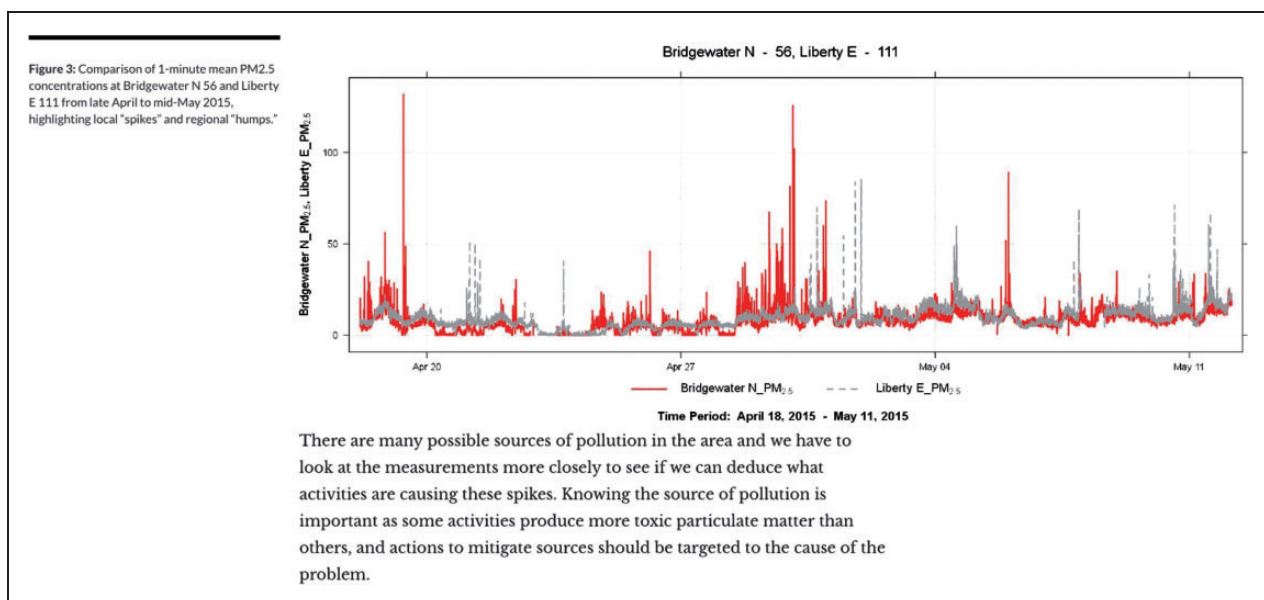 Figure 3: Comparison of 1-minute mean PM2.5
concentrations at Bridgewater N 56 and Liberty
E 111 from late April to mid-May 2015,
highlighting local “spikes” and regional “humps.”
Bridgewater N - 56, Liberty E - 111
Bridgewater N_PM2.5, Liberty E_PM2.5
100
50
0
Apr 20
Apr 27
May 04
May 11
Bridgewater N_PM2.5
Liberty E_PM2.5
Time Period: April 18, 2015 - May 11, 2015
There are many possible sources of pollution in the area and we have to
look at the measurements more closely to see if we can deduce what
activities are causing these spikes. Knowing the source of pollution is
important as some activities produce more toxic particulate matter than
others, and actions to mitigate sources should be targeted to the cause of the
problem.